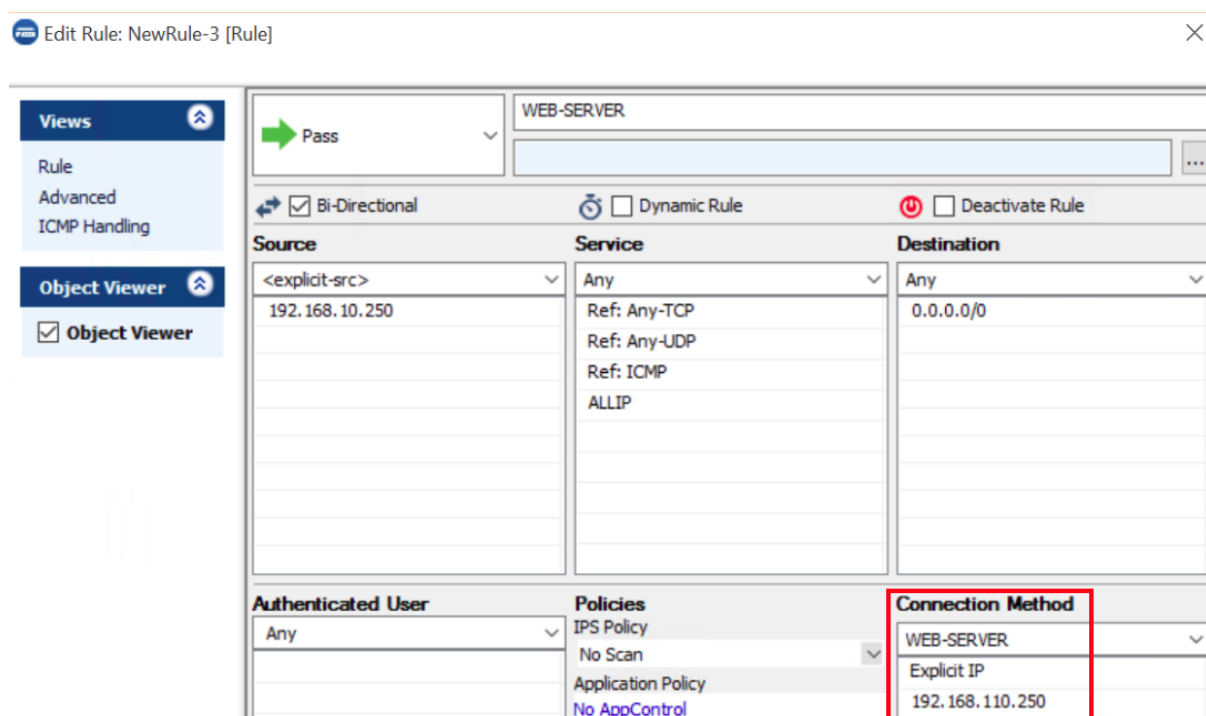 Edit Rule: NewRule-3 [Rule]
Views
Rule
Advanced
ICMP Handling
Object Viewer
Object Viewer
Pass
WEB-SERVER
...
Bi-Directional
Dynamic Rule
Deactivate Rule
Source
<explicit-src>
192.168.10.250
Service
Any
Ref: Any-TCP
Ref: Any-UDP
Ref: ICMP
ALLIP
Destination
Any
0.0.0.0/0
Authenticated User
Any
Policies
IPS Policy
No Scan
Application Policy
No AppControl
Connection Method
WEB-SERVER
Explicit IP
192.168.110.250